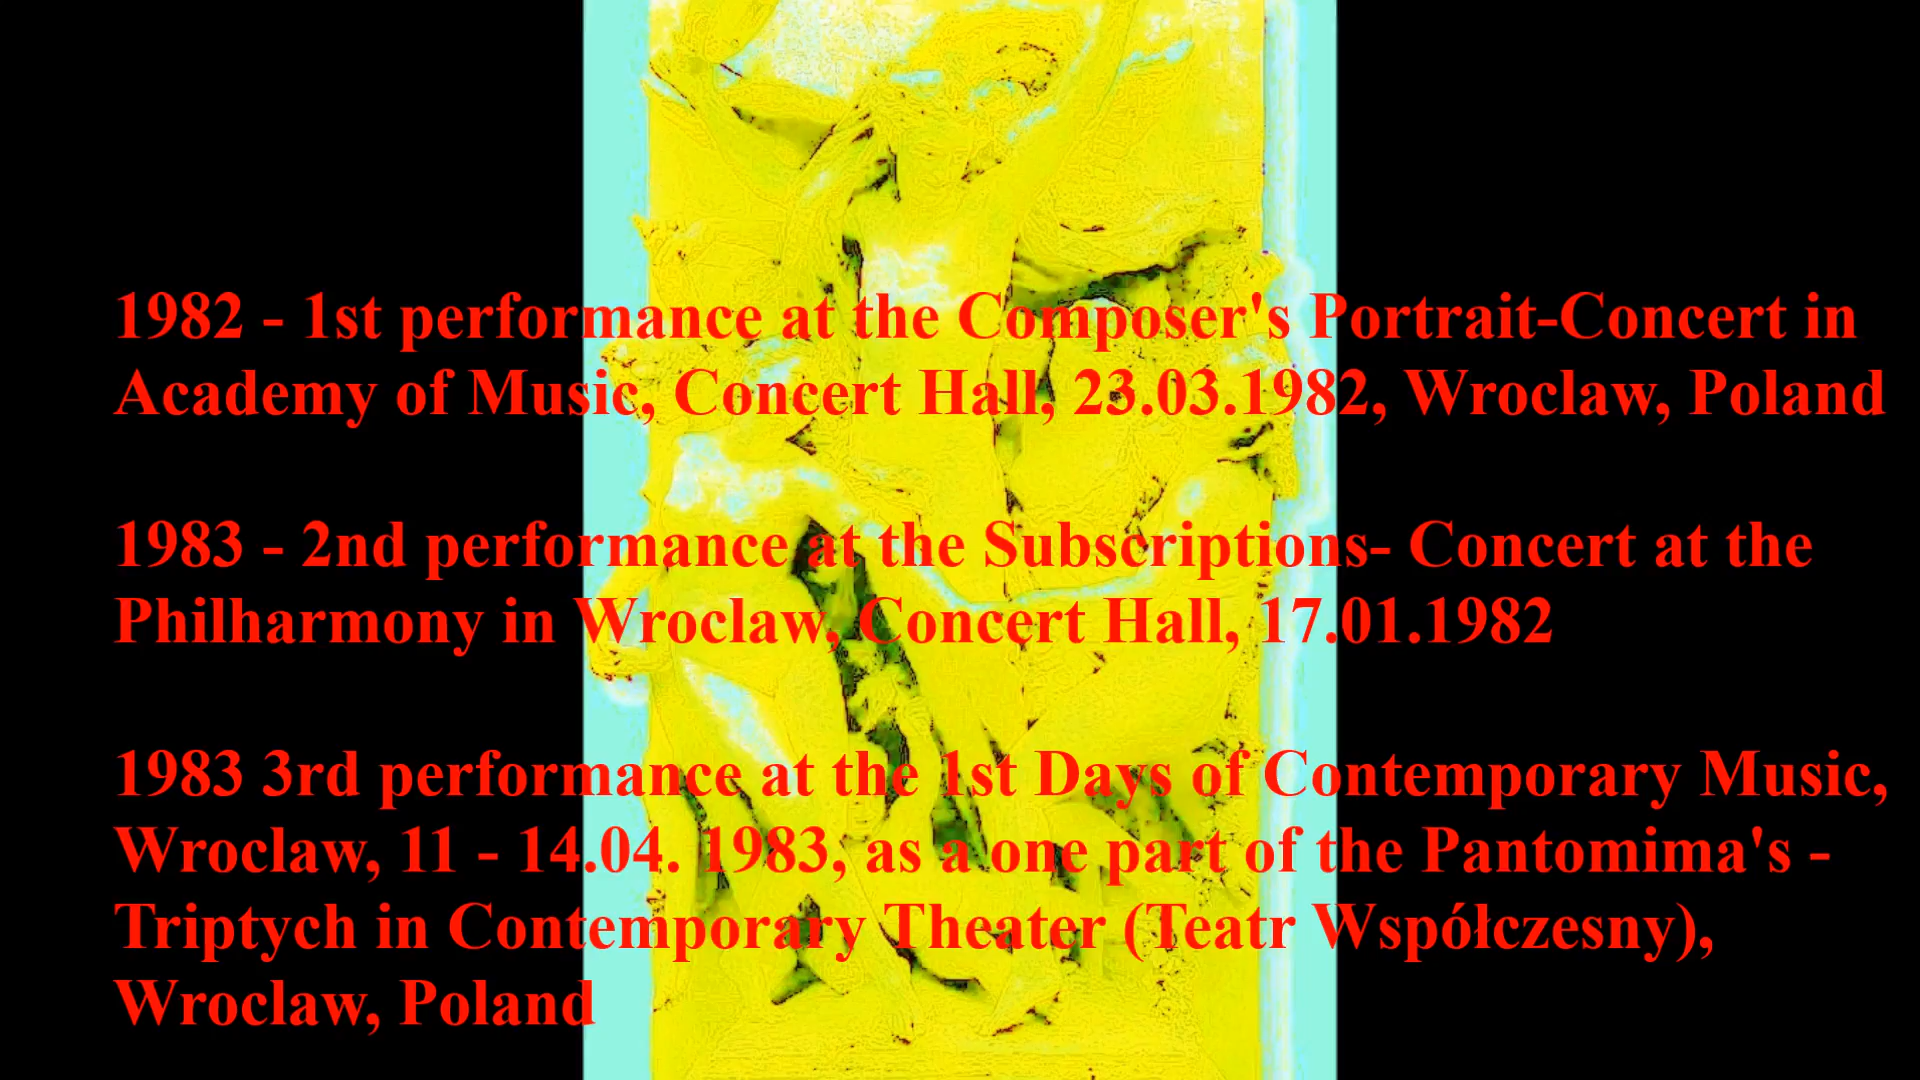 1982 - 1st performance at the Composer's Portrait-Concert in
Academy of Music, Concert Hall, 23.03.1982, Wroclaw, Poland
1983 - 2nd performance at the Subscriptions- Concert at the
Philharmony in Wroclaw, Concert Hall, 17.01.1982
1983 3rd performance at the 1st Days of Contemporary Music,
Wroclaw, 11 - 14.04. 1983, as a one part of the Pantomima's -
Triptych in Contemporary Theater (Teatr Współczesny),
Wroclaw, Poland